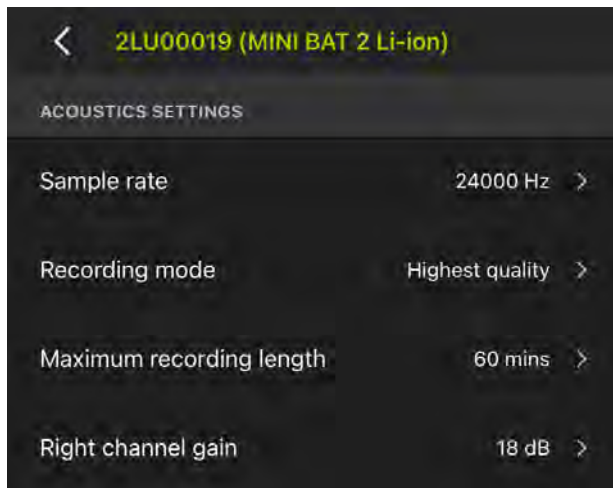 2LU00019 (MINI BAT 2 Li-ion)
ACOUSTICS SETTINGS
Sample rate 24000 Hz
Recording mode Highest quality
Maximum recording length 60 mins
Right channel gain 18 dB